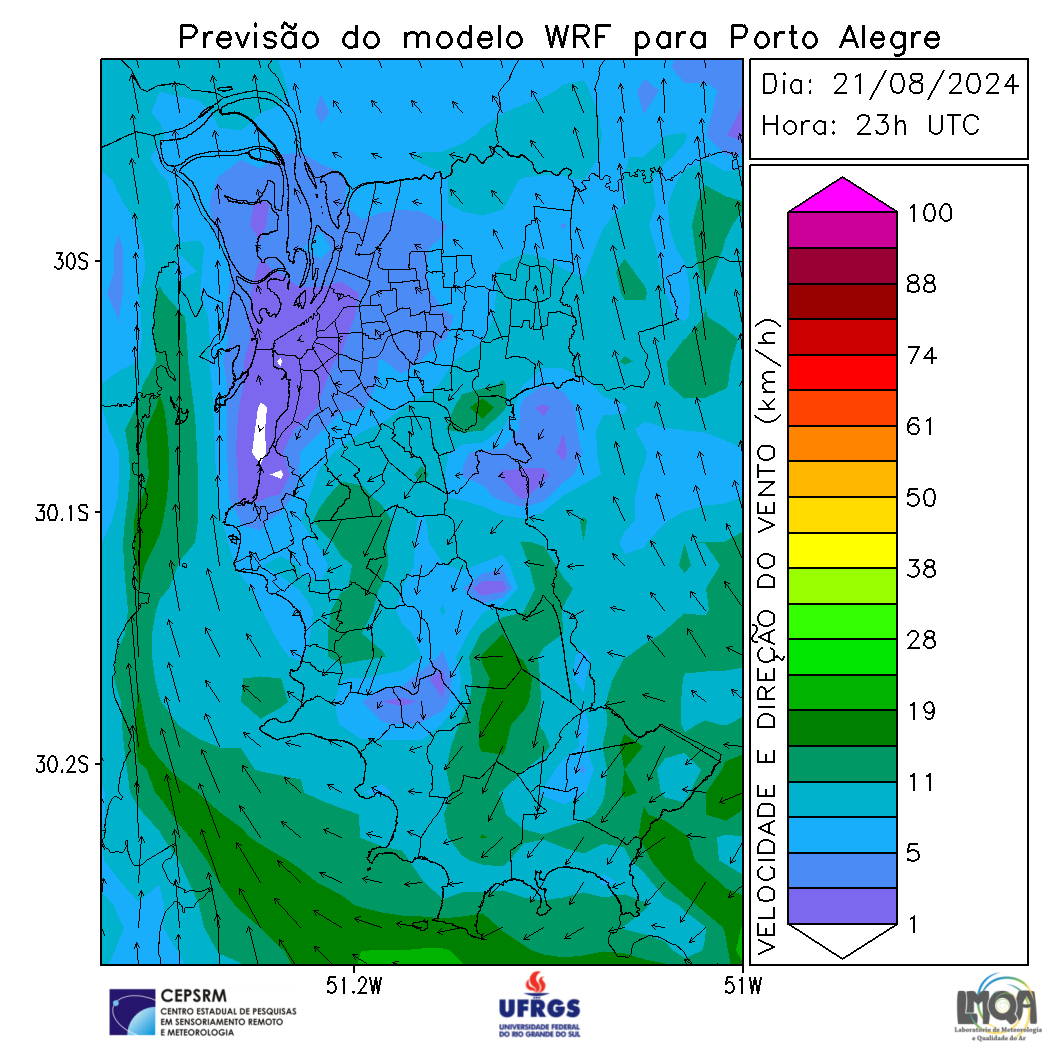 Previsão do modelo WRF para Porto Alegre
Dia: 21/08/2024
Hora: 23h UTC
30S
30.1S
30.2S
51.2W
51W
VELOCIDADE E DIREÇÃO DO VENTO (km/h)
100
88
74
61
50
38
28
19
11
5
1
CEPSRM
CENTRO ESTADUAL DE PESQUISAS
EM SENSORIAMENTO REMOTO
E METEOROLOGIA
UFRGS
UNIVERSIDADE FEDERAL
DO RIO GRANDE DO SUL
LMQA
Laboratório de Meteorologia
e Qualidade do Ar